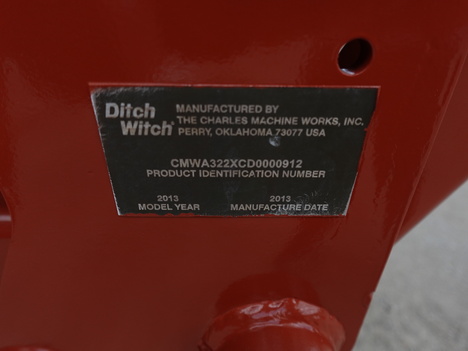 Ditch Witch®
MANUFACTURED BY
THE CHARLES MACHINE WORKS, INC.
PERRY, OKLAHOMA 73077 USA
CMWA322XCD0000912
PRODUCT IDENTIFICATION NUMBER
2013
MODEL YEAR
2013
MANUFACTURE DATE